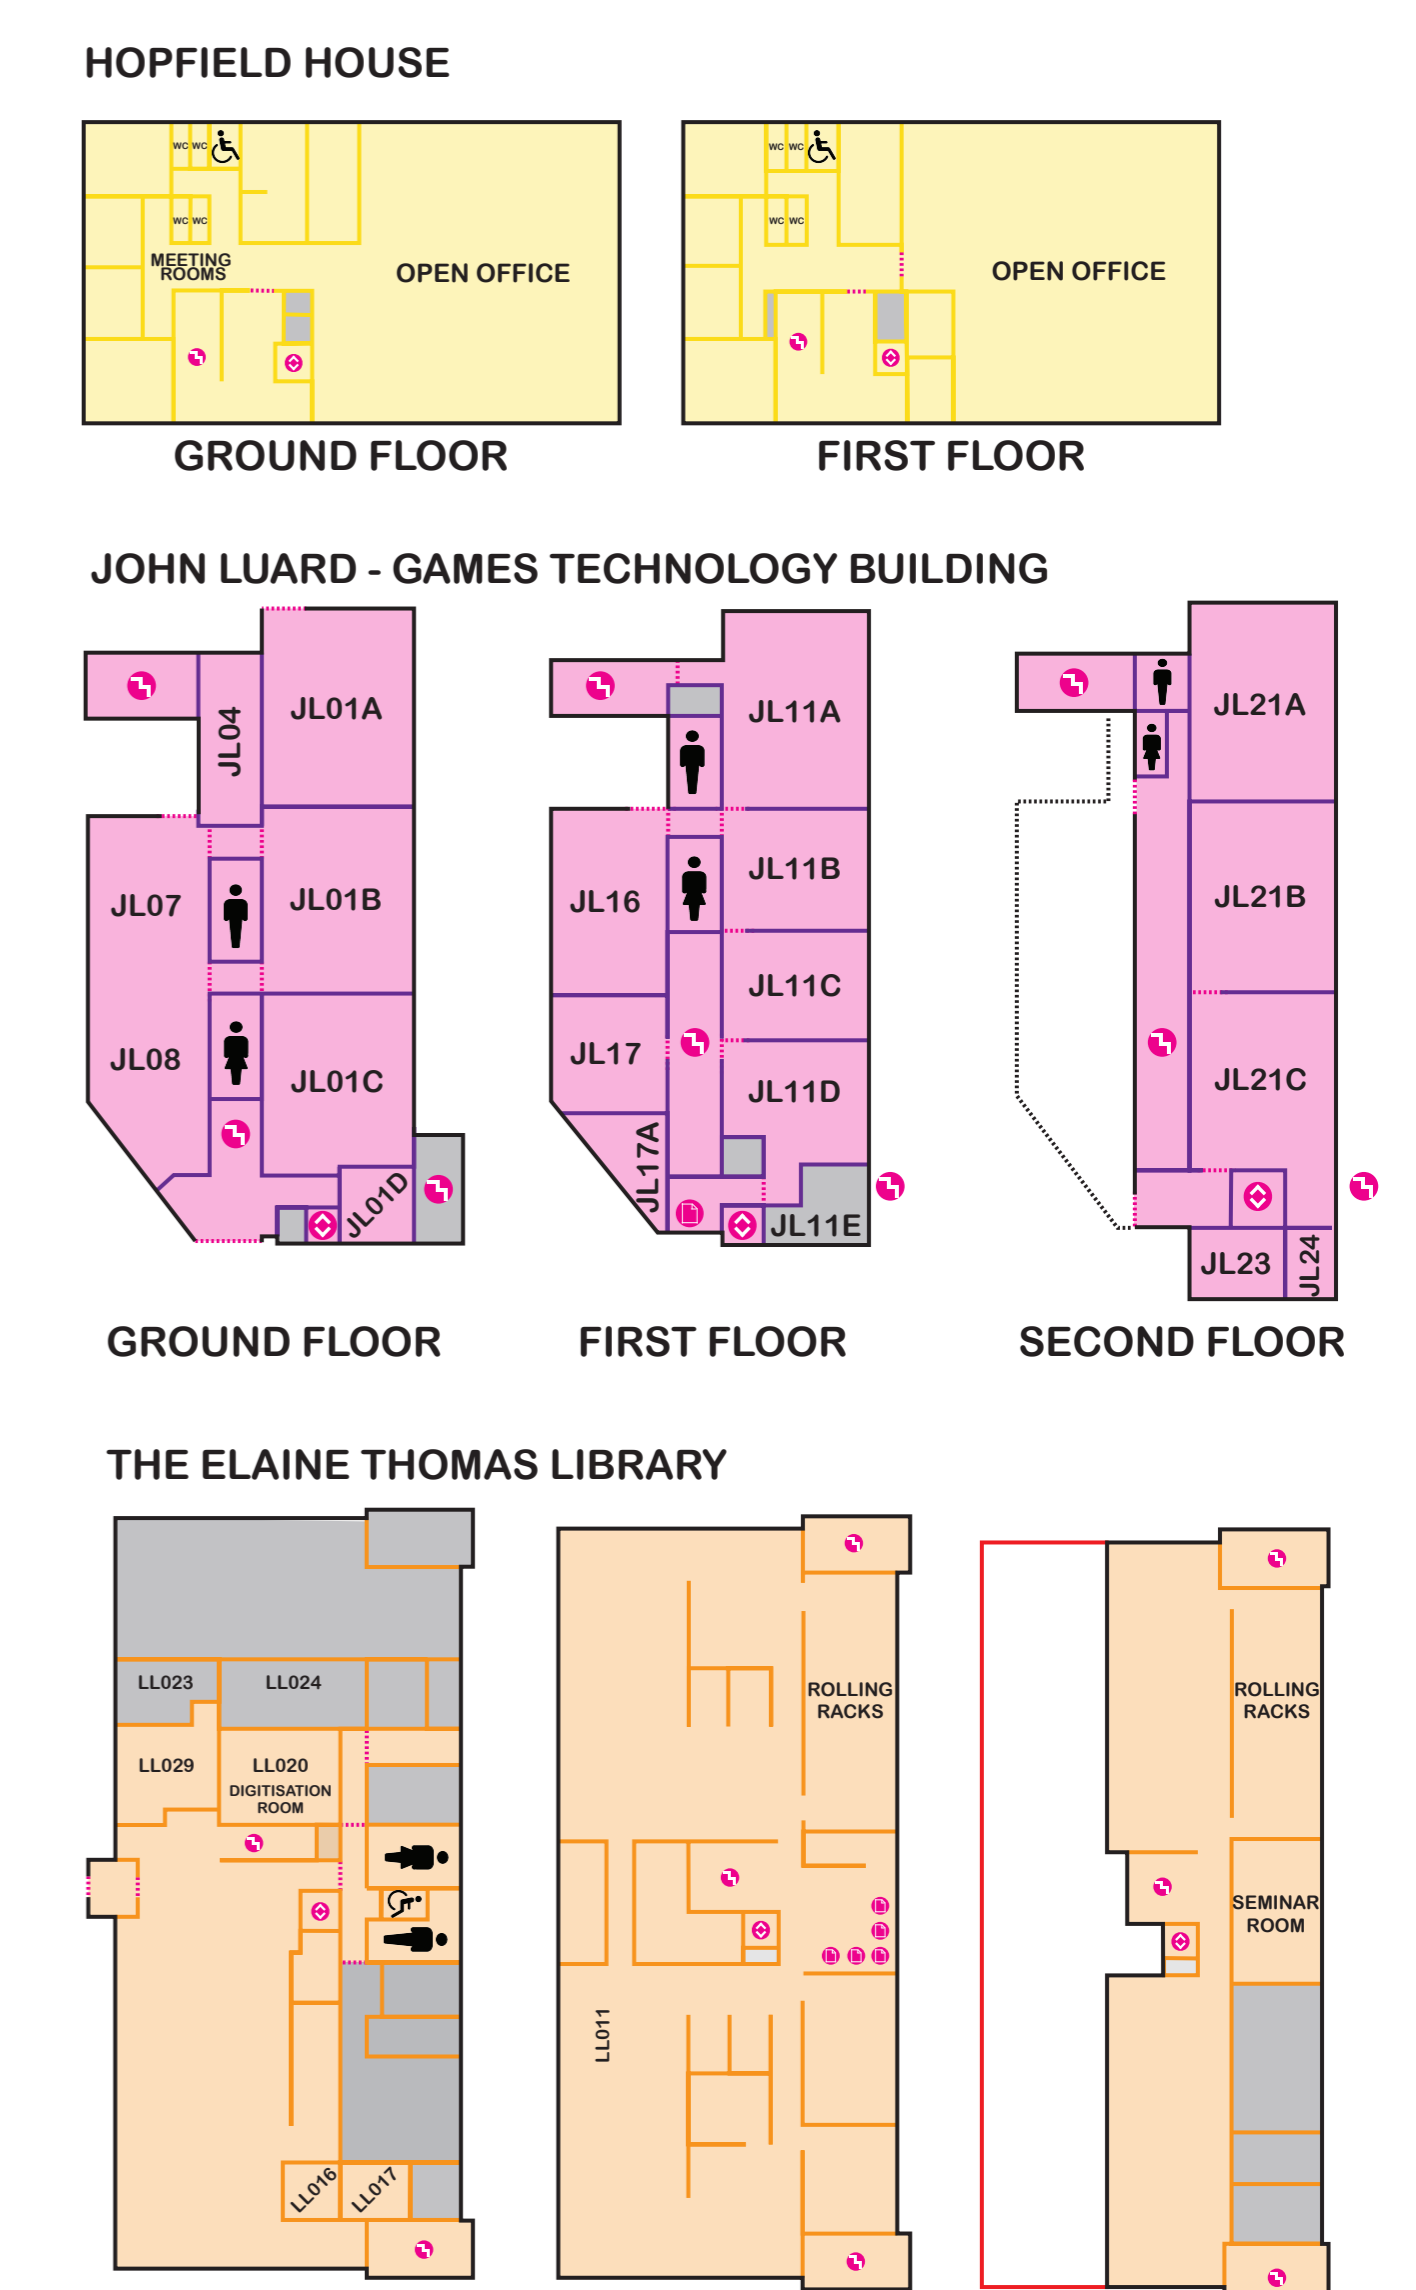 HOPFIELD HOUSE
WC WC
WC WC
MEETING
ROOMS
OPEN OFFICE
GROUND FLOOR
WC WC
WC WC
OPEN OFFICE
FIRST FLOOR
JOHN LUARD - GAMES TECHNOLOGY BUILDING
JL04
JL01A
JL07
JL01B
JL08
JL01C
JL01D
GROUND FLOOR
JL11A
JL16
JL11B
JL11C
JL17
JL11D
JL17A
JL11E
FIRST FLOOR
JL21A
JL21B
JL21C
JL23
JL24
SECOND FLOOR
THE ELAINE THOMAS LIBRARY
LL023
LL024
LL029
LL020
DIGITISATION
ROOM
LL016
LL017
ROLLING
RACKS
LL011
ROLLING
RACKS
SEMINAR
ROOM